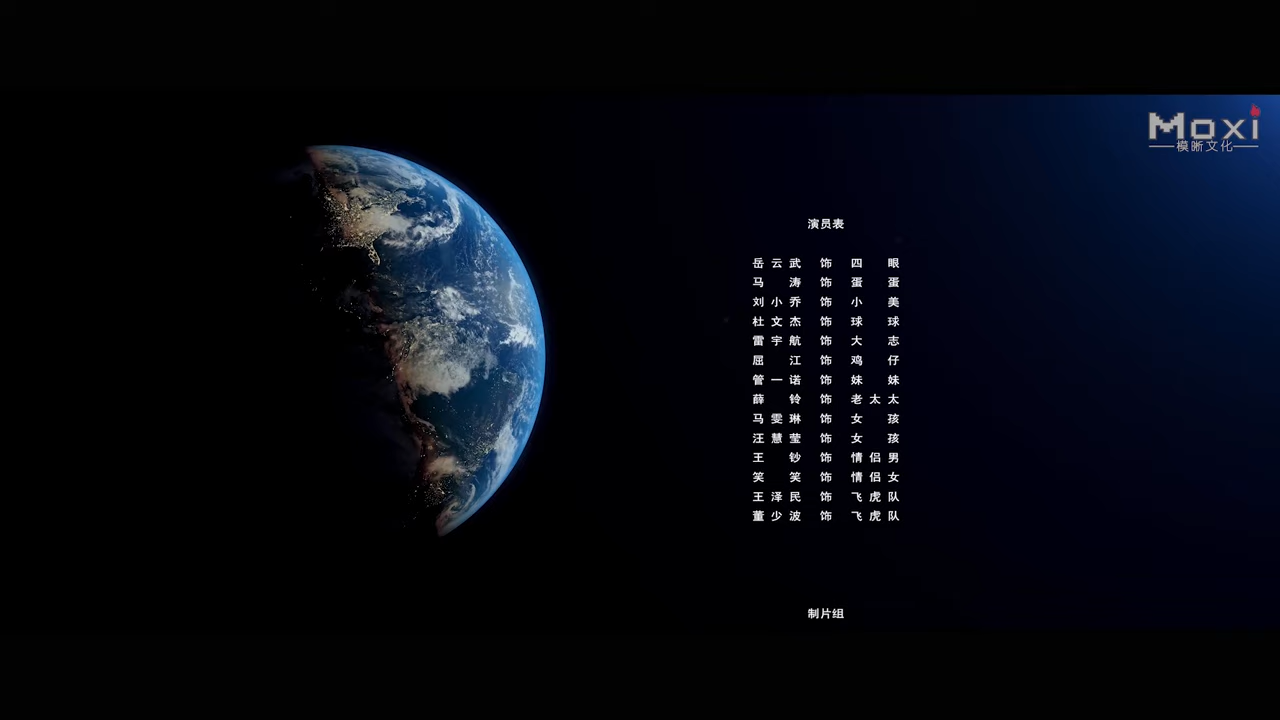 Moxi
模晰文化
演员表
岳云武 饰 四眼
马涛 饰 蛋蛋
刘小乔 饰 小美
杜文杰 饰 球球
雷宇航 饰 大志
屈江 饰 鸡仔
管一诺 饰 妹妹
薛铃 饰 老太太
马雯琳 饰 女孩
汪慧莹 饰 女孩
王钞 饰 情侣男
笑笑 饰 情侣女
王泽民 饰 飞虎队
董少波 饰 飞虎队
制片组